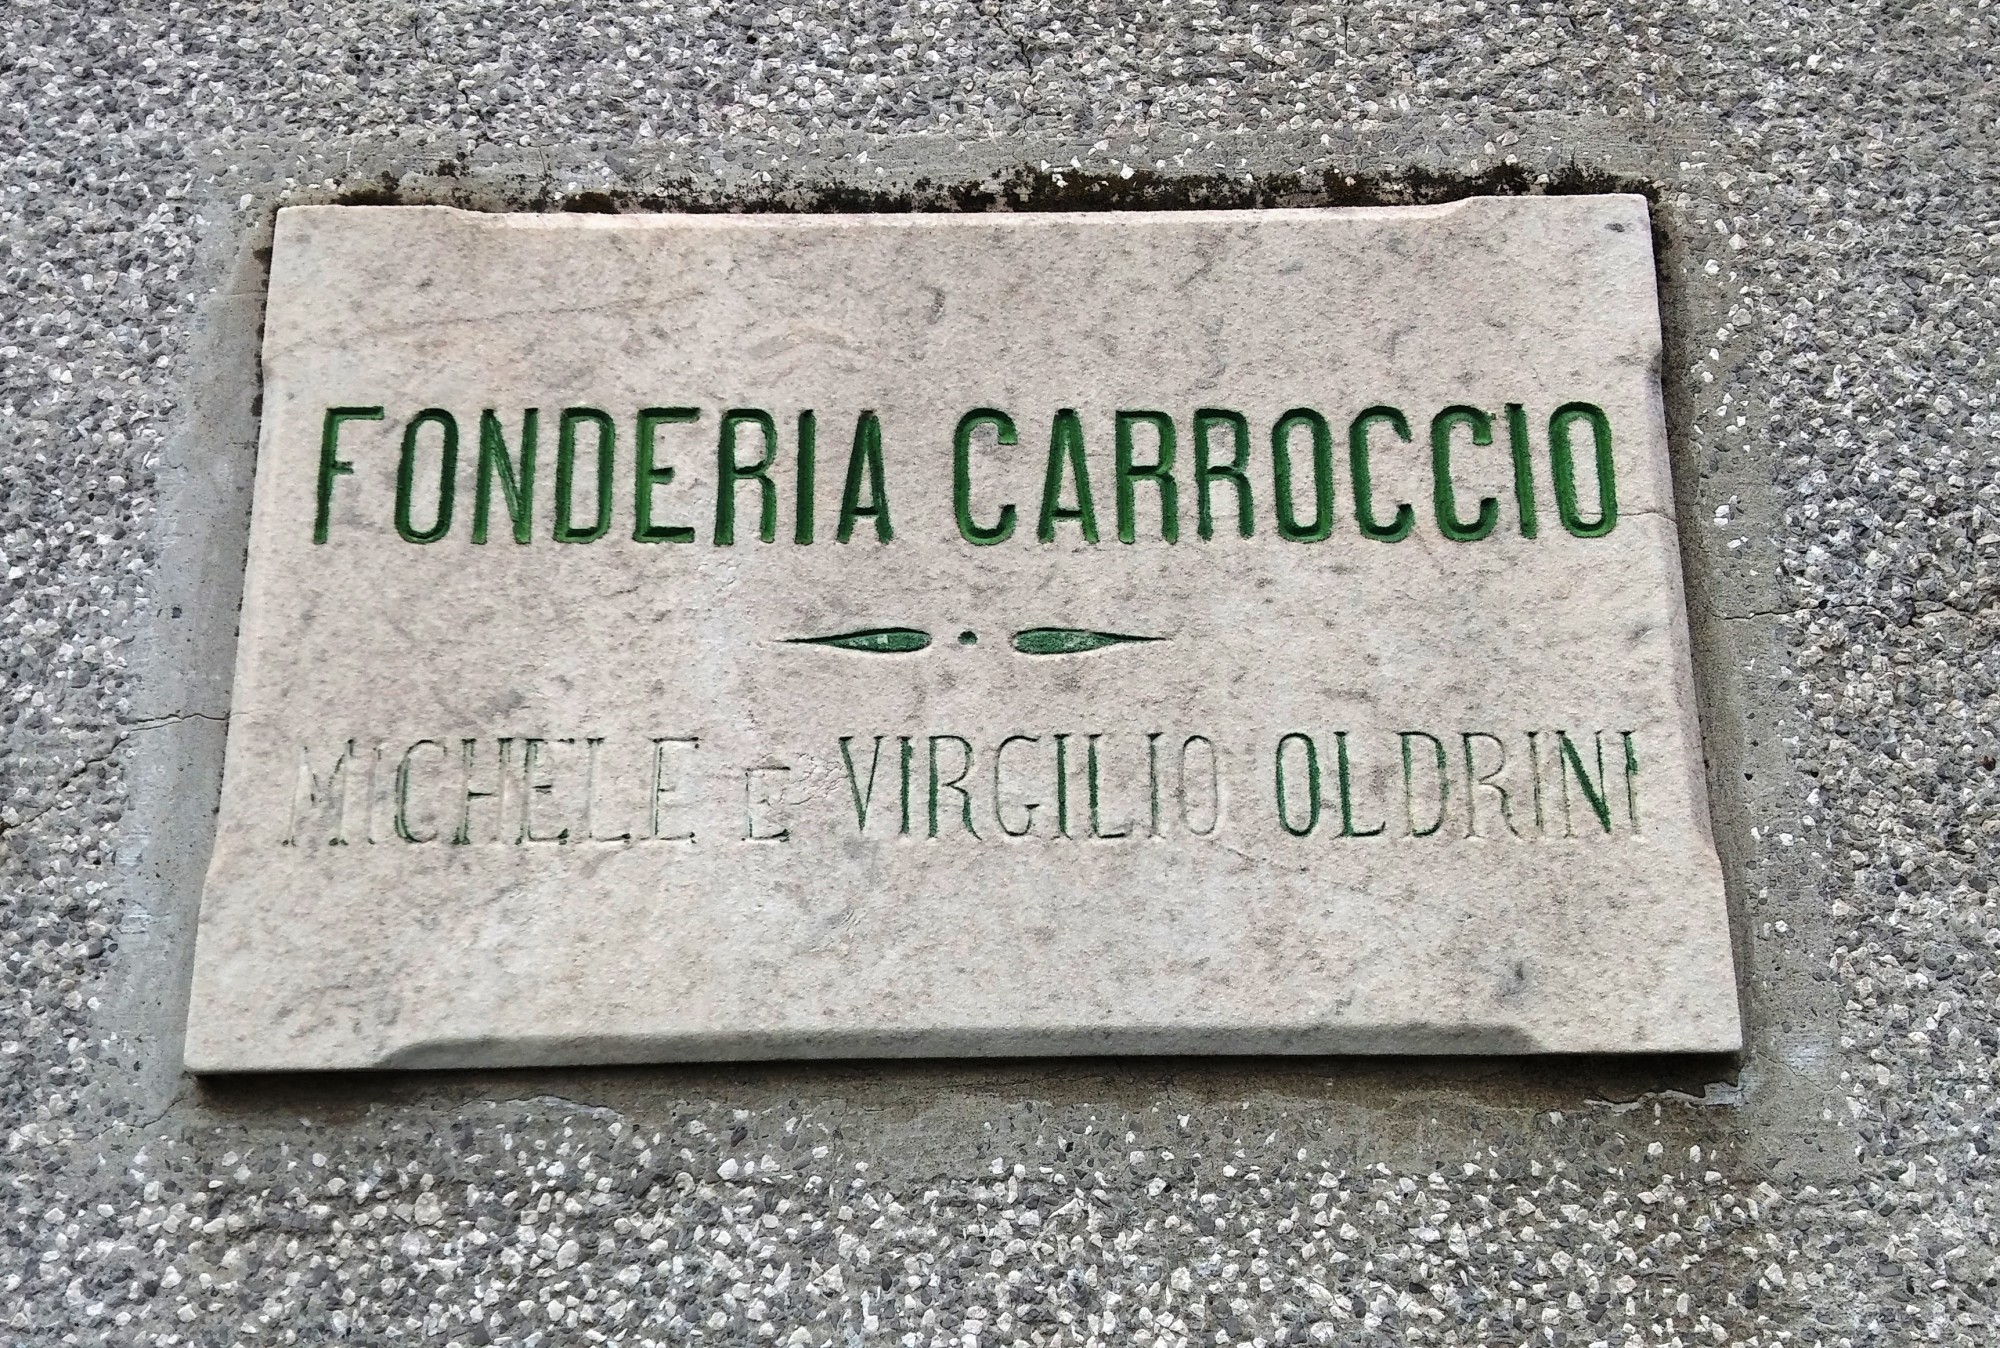 FONDERIA CARROCCIO
MICHELE E VIRGILIO OLDRINI